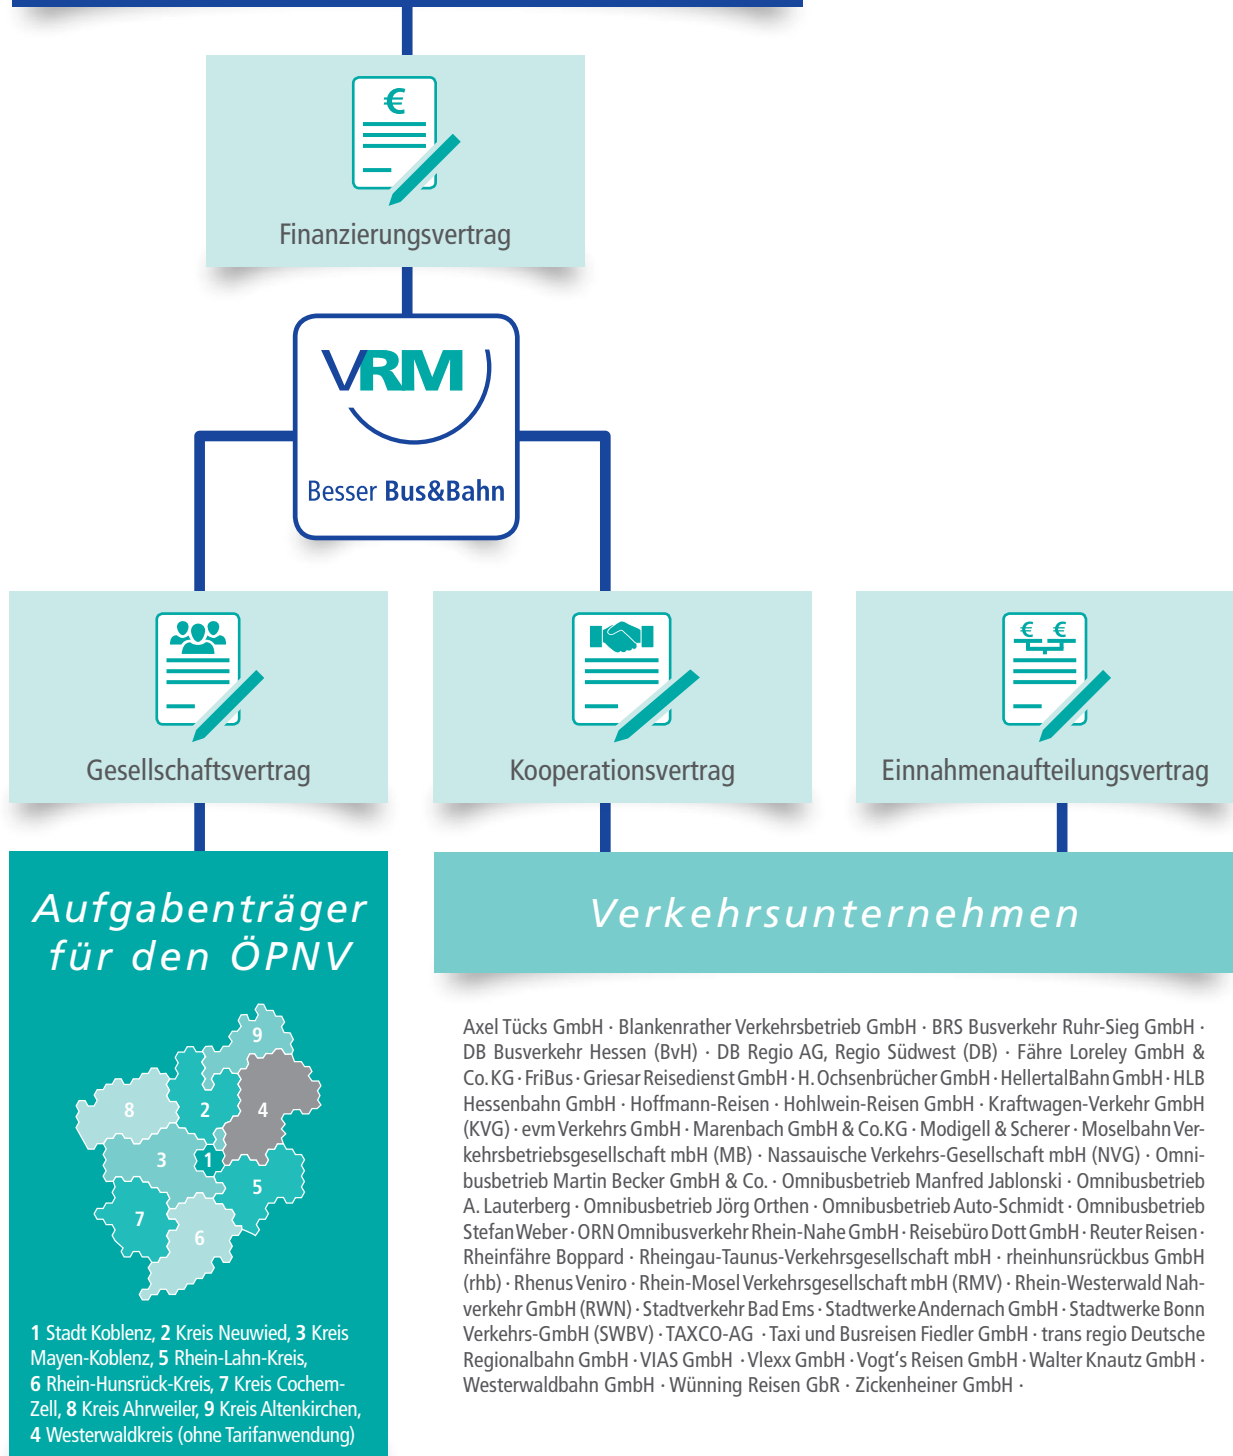 €
Finanzierungsvertrag
VRM
Besser Bus&Bahn
Gesellschaftsvertrag
Kooperationsvertrag
€ €
Einnahmenaufteilungsvertrag
Aufgabenträger
für den ÖPNV
9
8
2
4
3
1
5
7
6
1 Stadt Koblenz, 2 Kreis Neuwied, 3 Kreis
Mayen-Koblenz, 5 Rhein-Lahn-Kreis,
6 Rhein-Hunsrück-Kreis, 7 Kreis Cochem-
Zell, 8 Kreis Ahrweiler, 9 Kreis Altenkirchen,
4 Westerwaldkreis (ohne Tarifanwendung)
Verkehrsunternehmen
Axel Tücks GmbH · Blankenrather Verkehrsbetrieb GmbH · BRS Busverkehr Ruhr-Sieg GmbH ·
DB Busverkehr Hessen (BvH) · DB Regio AG, Regio Südwest (DB) · Fähre Loreley GmbH &
Co.KG · FriBus · Griesar Reisedienst GmbH · H. Ochsenbrücher GmbH · HellertalBahn GmbH · HLB
Hessenbahn GmbH · Hoffmann-Reisen · Hohlwein-Reisen GmbH · Kraftwagen-Verkehr GmbH
(KVG) · evm Verkehrs GmbH · Marenbach GmbH & Co.KG · Modigell & Scherer · Moselbahn Ver-
kehrsbetriebsgesellschaft mbH (MB) · Nassauische Verkehrs-Gesellschaft mbH (NVG) · Omni-
busbetrieb Martin Becker GmbH & Co. · Omnibusbetrieb Manfred Jablonski · Omnibusbetrieb
A. Lauterberg · Omnibusbetrieb Jörg Orthen · Omnibusbetrieb Auto-Schmidt · Omnibusbetrieb
Stefan Weber · ORN Omnibusverkehr Rhein-Nahe GmbH · Reisebüro Dott GmbH · Reuter Reisen ·
Rheinfähre Boppard · Rheingau-Taunus-Verkehrsgesellschaft mbH · rheinhunsrückbus GmbH
(rhb) · Rhenus Veniro · Rhein-Mosel Verkehrsgesellschaft mbH (RMV) · Rhein-Westerwald Nah-
verkehr GmbH (RWN) · Stadtverkehr Bad Ems · Stadtwerke Andernach GmbH · Stadtwerke Bonn
Verkehrs-GmbH (SWBV) · TAXCO-AG · Taxi und Busreisen Fiedler GmbH · trans regio Deutsche
Regionalbahn GmbH · VIAS GmbH · Vlexx GmbH · Vogt‘s Reisen GmbH · Walter Knautz GmbH ·
Westerwaldbahn GmbH · Wünning Reisen GbR · Zickenheiner GmbH ·